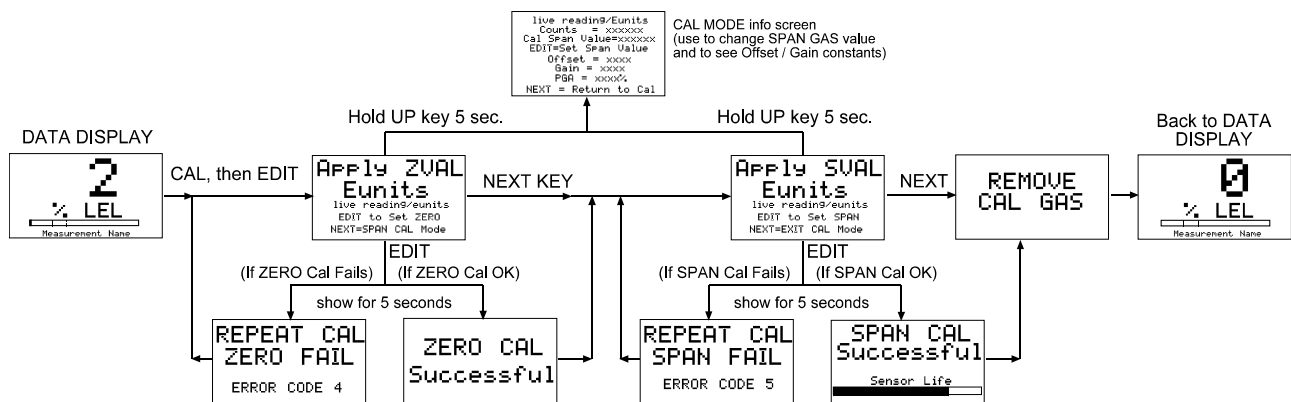 live reading/Eunits
Counts = xxxxxx
Cal Span Value=xxxxxx
EDIT=Set Span Value
Offset = xxxx
Gain = xxxx
PGA = xxxx%
NEXT = Return to Cal
CAL MODE info screen
(use to change SPAN GAS value
and to see Offset / Gain constants)
Hold UP key 5 sec.
Hold UP key 5 sec.
DATA DISPLAY
2
% LEL
Measurement Name
CAL, then EDIT
Apply ZVAL
Eunits
live reading/eunits
EDIT to Set ZERO
NEXT=SPAN CAL Mode
NEXT KEY
Apply SVAL
Eunits
live reading/eunits
EDIT to Set SPAN
NEXT=EXIT CAL Mode
NEXT
REMOVE
CAL GAS
Back to DATA
DISPLAY
0
% LEL
Measurement Name
EDIT
(If ZERO Cal Fails)
(If ZERO Cal OK)
show for 5 seconds
REPEAT CAL
ZERO FAIL
ERROR CODE 4
ZERO CAL
Successful
EDIT
(If SPAN Cal Fails)
(If SPAN Cal OK)
show for 5 seconds
REPEAT CAL
SPAN FAIL
ERROR CODE 5
SPAN CAL
Successful
Sensor Life